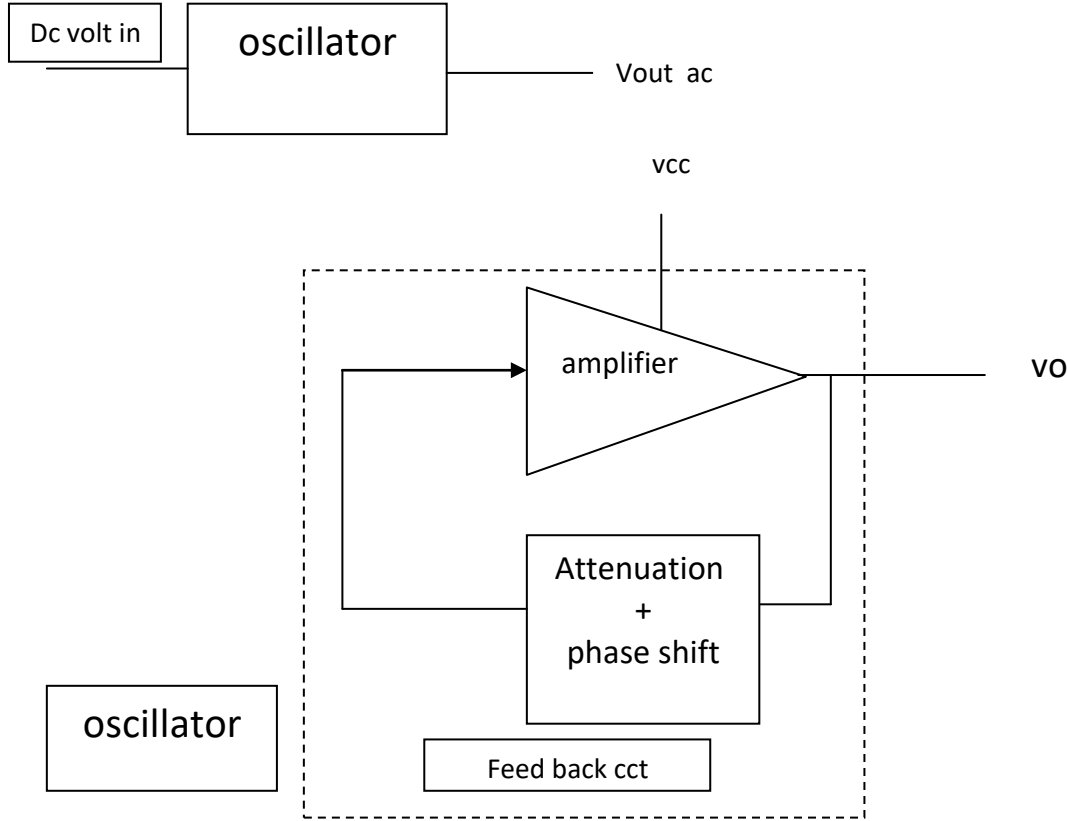 Dc volt in
oscillator
Vout ac
vcc
amplifier
vo
Attenuation
+
phase shift
oscillator
Feed back cct